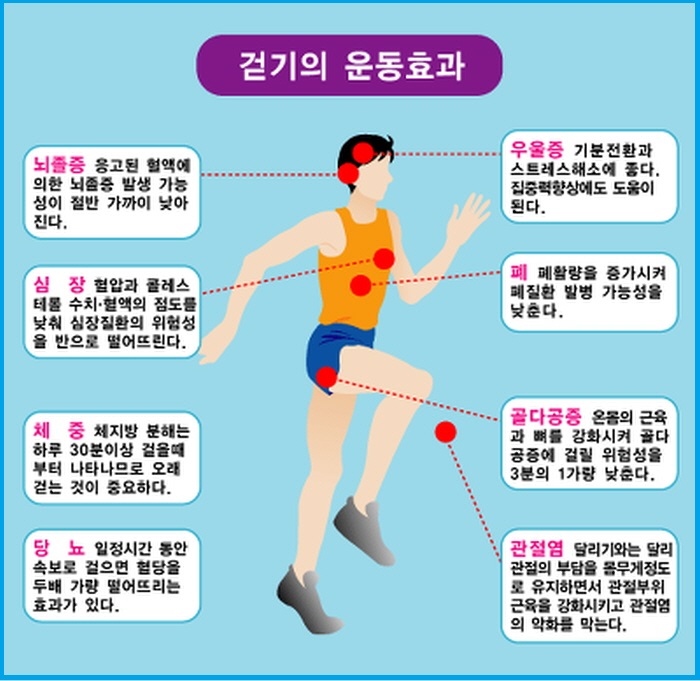 걷기의 운동효과
뇌졸증 응고된 혈액에
의한 뇌졸증 발생 가능
성이 절반 가까이 낮아
진다.
심 장 혈압과 콜레스
테롤 수치·혈액의 점도를
낮춰 심장질환의 위험성
을 반으로 떨어뜨린다.
체 중 체지방 분해는
하루 30분이상 걸을때
부터 나타나므로 오래
걷는 것이 중요하다.
당 뇨 일정시간 동안
속보로 걸으면 혈당을
두배 가량 떨어뜨리는
효과가 있다.
우울증 기분전환과
스트레스해소에 좋다.
집중력향상에도 도움이
된다.
폐 폐활량을 증가시켜
폐질환 발병 가능성을
낮춘다.
골다공증 온몸의 근육
과 뼈를 강화시켜 골다
공증에 걸릴 위험성을
3분의 1가량 낮춘다.
관절염 달리기와는 달리
관절의 부담을 몸무게정도
로 유지하면서 관절부위
근육을 강화시키고 관절염
의 악화를 막는다.